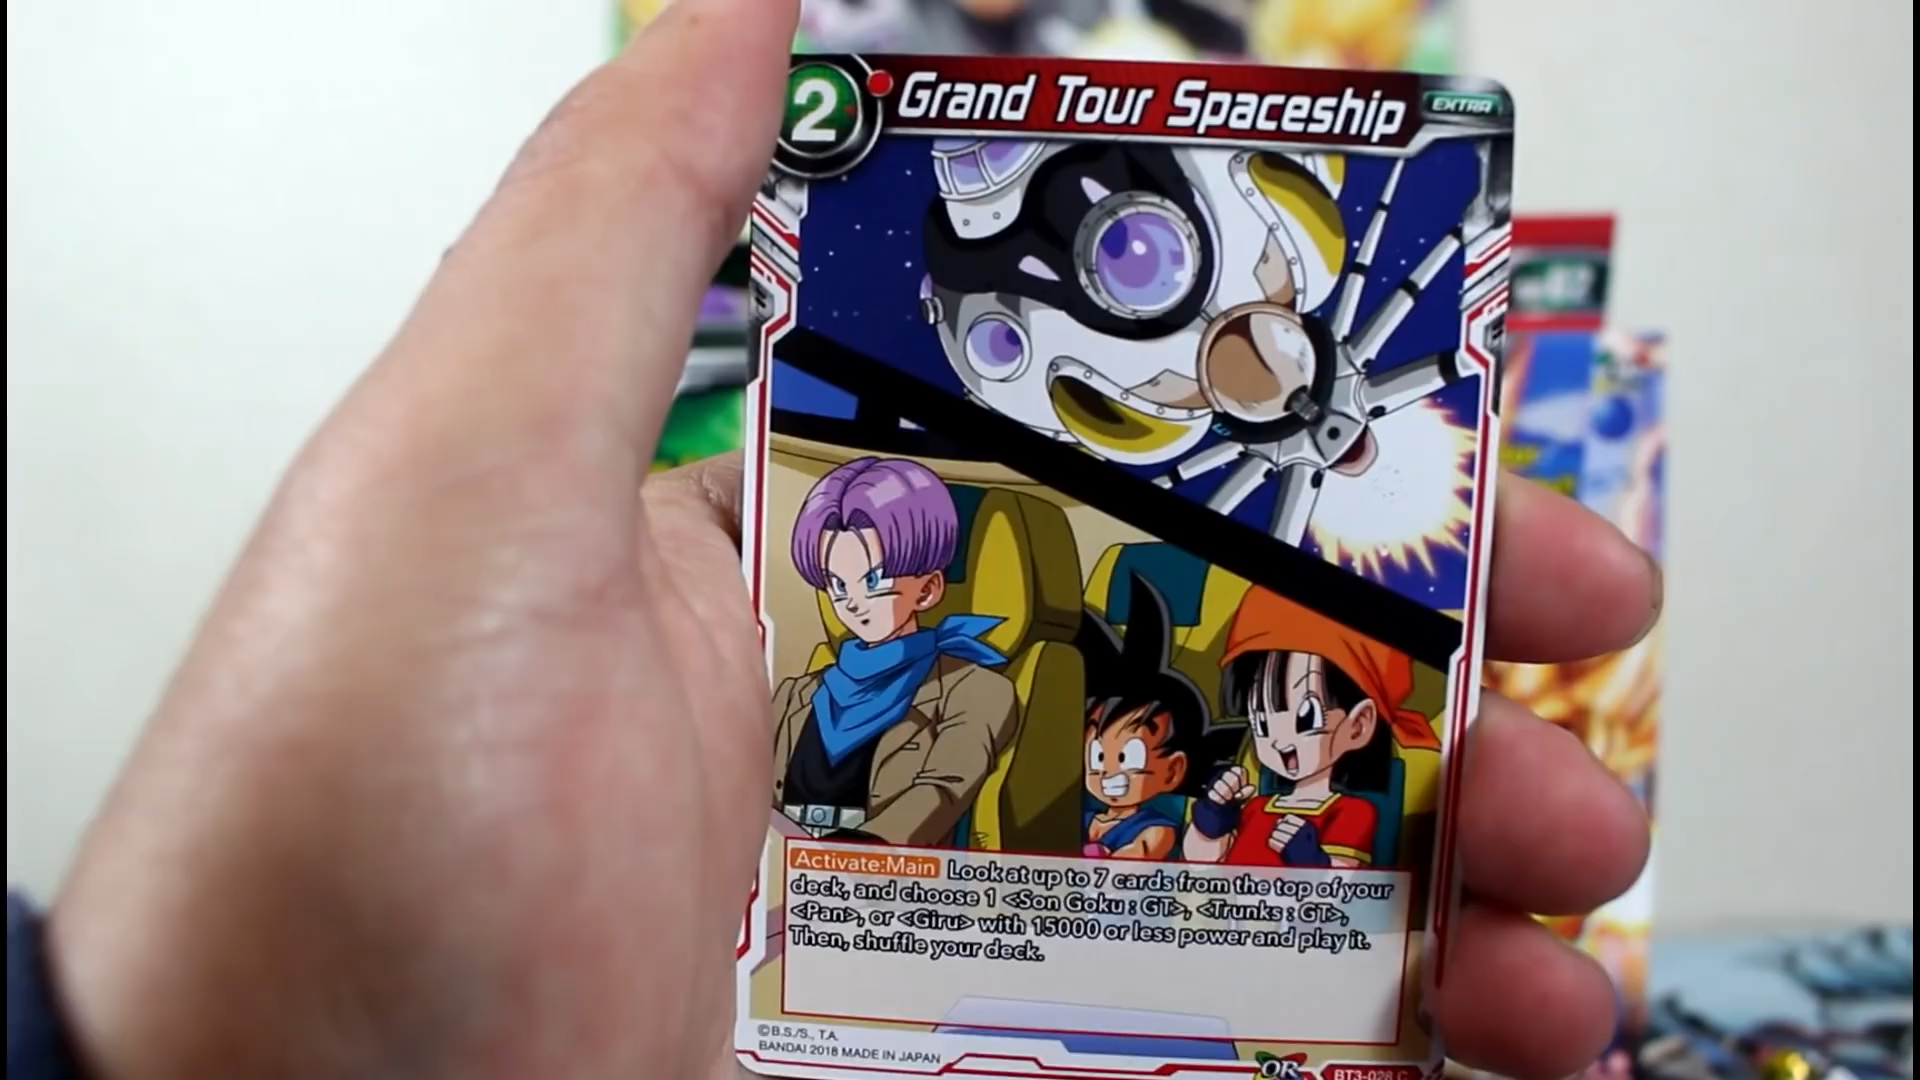 2 Grand Tour Spaceship EXTRA
Activate:Main Look at up to 7 cards from the top of your
deck, and choose 1 <Son Goku : GT>, <Trunks : GT>,
<Pan>, or <Giru> with 15000 or less power and play it.
Then, shuffle your deck.
©B.S./S., T.A.
BANDAI 2018 MADE IN JAPAN
OR BT3-028 C